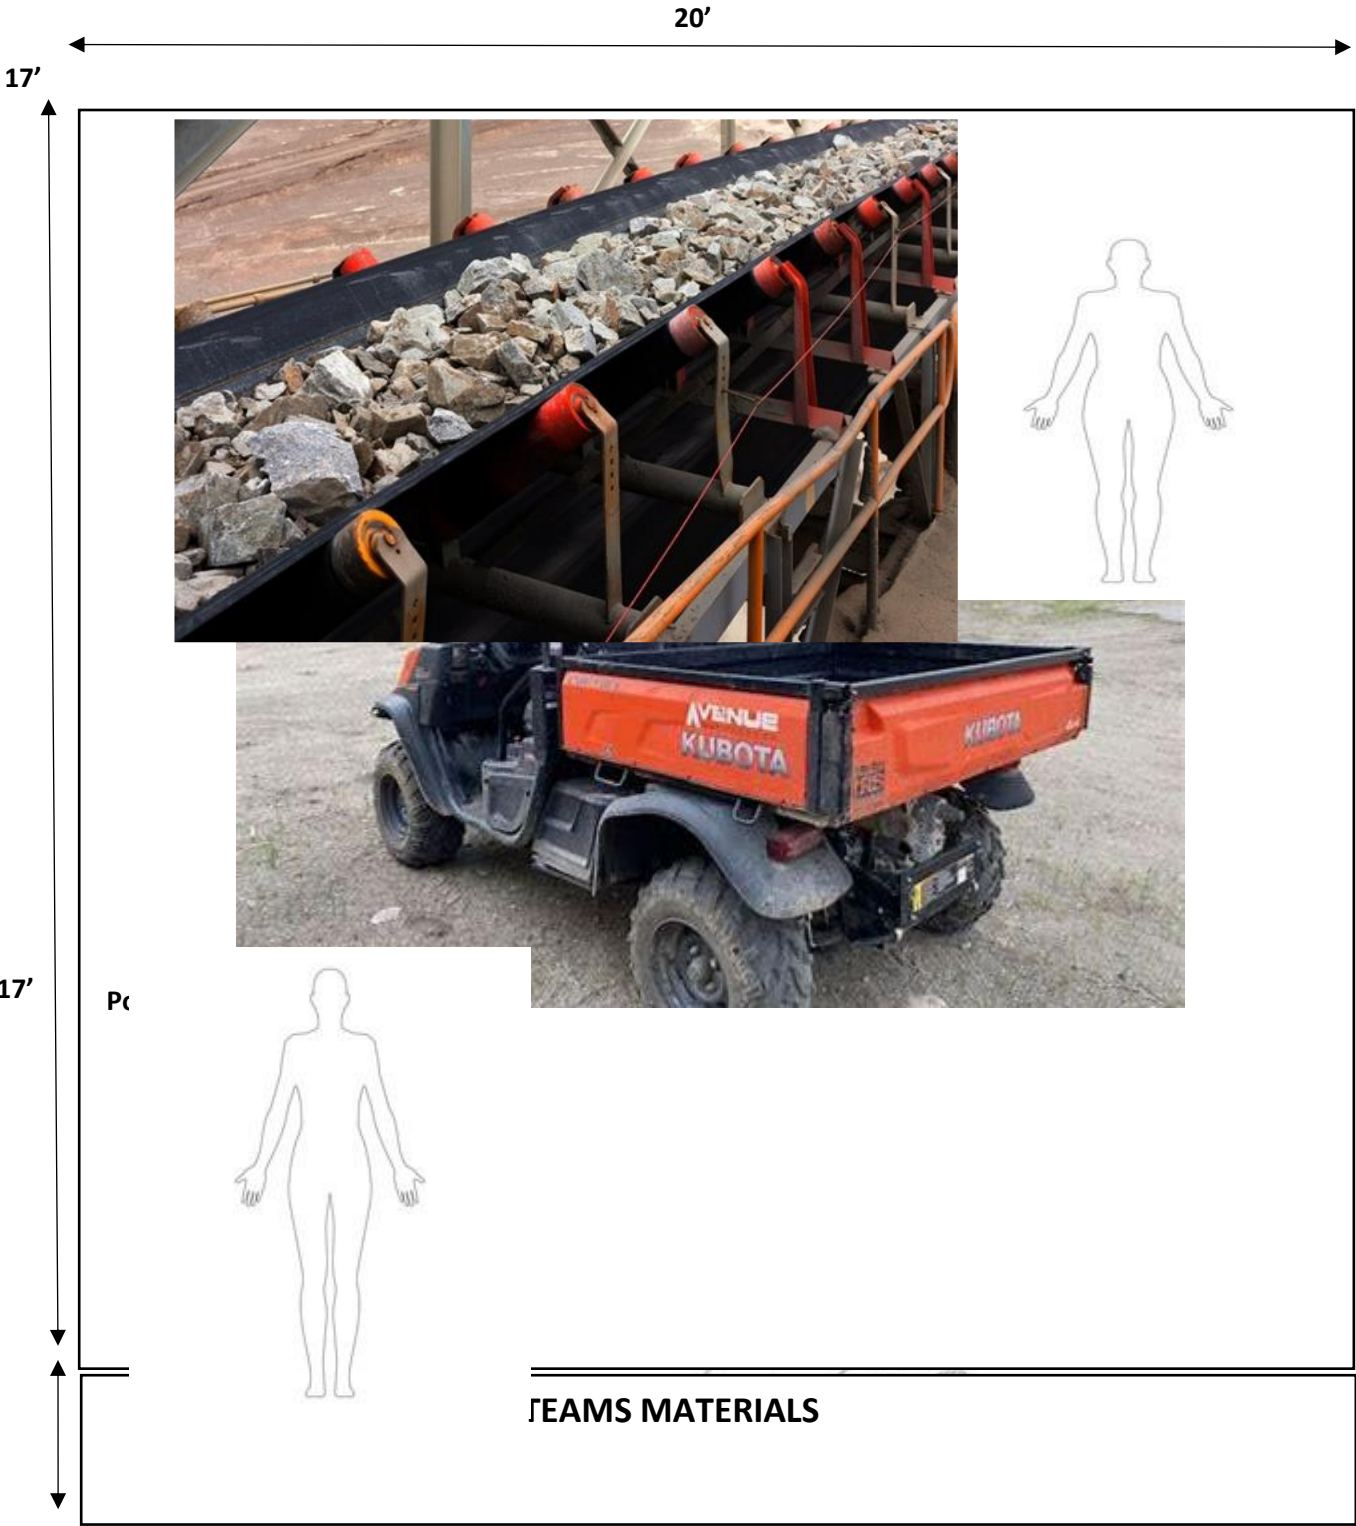 20’
17’
AVENUE
KUBOTA
KUBOTA
17’
Po
TEAMS MATERIALS